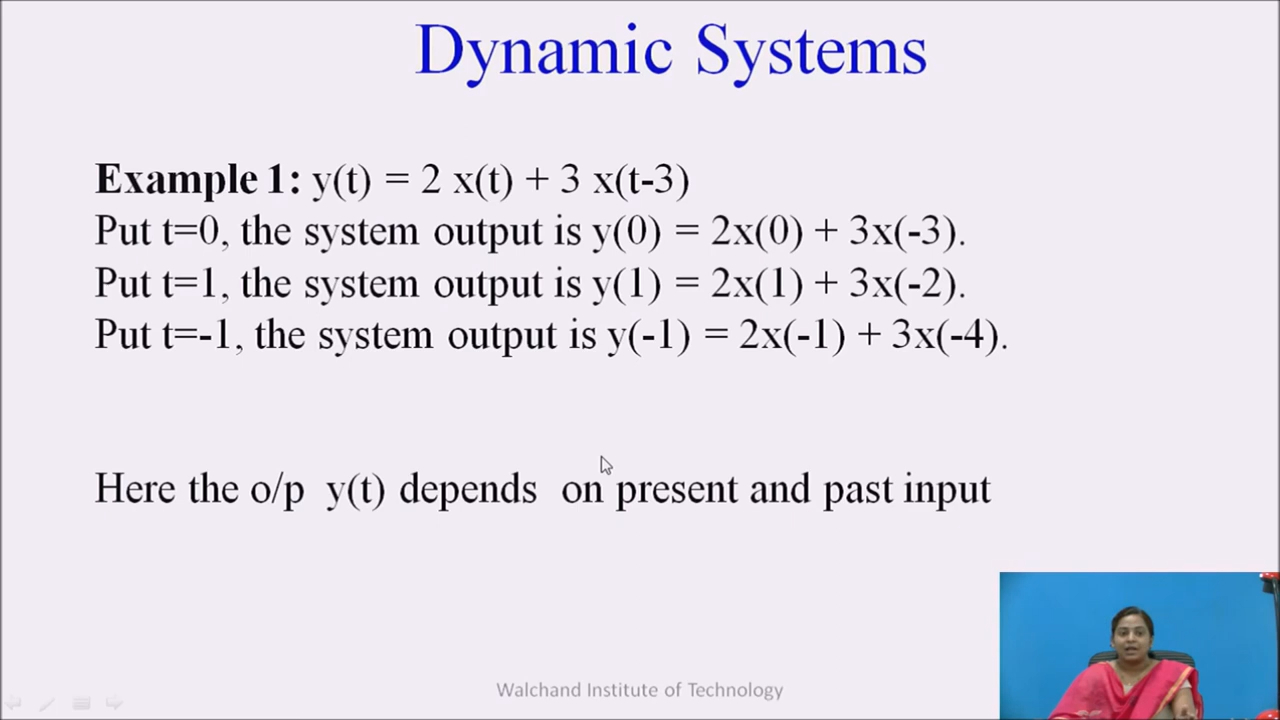 Dynamic Systems
Example 1: y(t) = 2 x(t) + 3 x(t-3)
Put t=0, the system output is y(0) = 2x(0) + 3x(-3).
Put t=1, the system output is y(1) = 2x(1) + 3x(-2).
Put t=-1, the system output is y(-1) = 2x(-1) + 3x(-4).
Here the o/p y(t) depends on present and past input
Walchand Institute of Technology